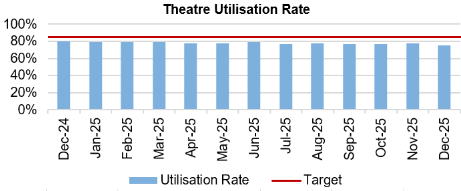 Theatre Utilisation Rate
100%
80%
60%
40%
20%
0%
Dec-24
Jan-25
Feb-25
Mar-25
Apr-25
May-25
Jun-25
Jul-25
Aug-25
Sep-25
Oct-25
Nov-25
Dec-25
Utilisation Rate
Target